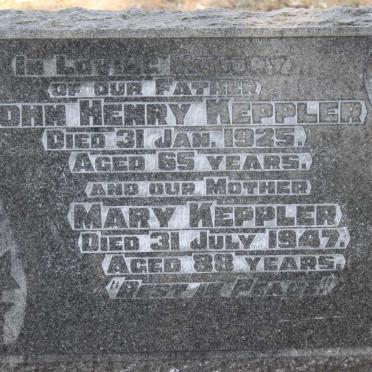 IN LOVING MEMORY
OF OUR FATHER
JOHN HENRY KEPPLER
DIED 31 JAN. 1925.
AGED 65 YEARS.
AND OUR MOTHER
MARY KEPPLER
DIED 31 JULY 1947.
AGED 88 YEARS.
"REST IN PEACE"